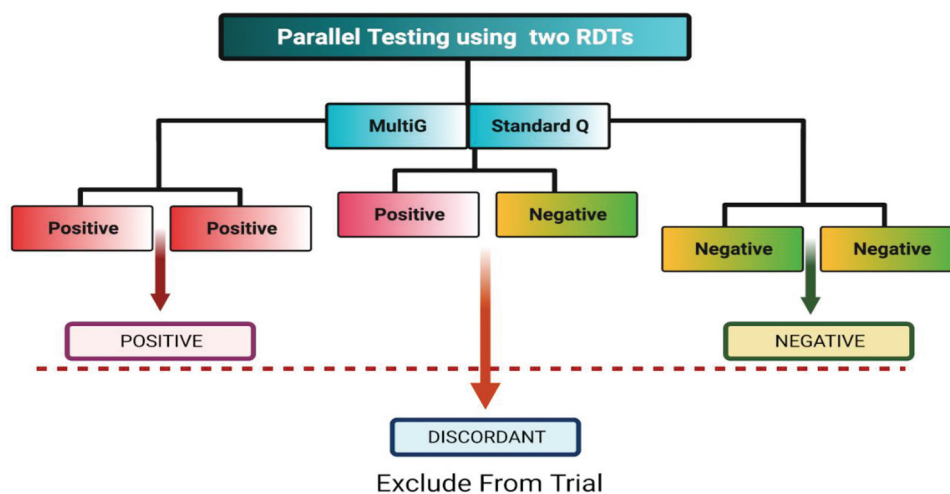 Parallel Testing using two RDTs
MultiG
Standard Q
Positive
Positive
Positive
Negative
Negative
Negative
POSITIVE
NEGATIVE
DISCORDANT
Exclude From Trial